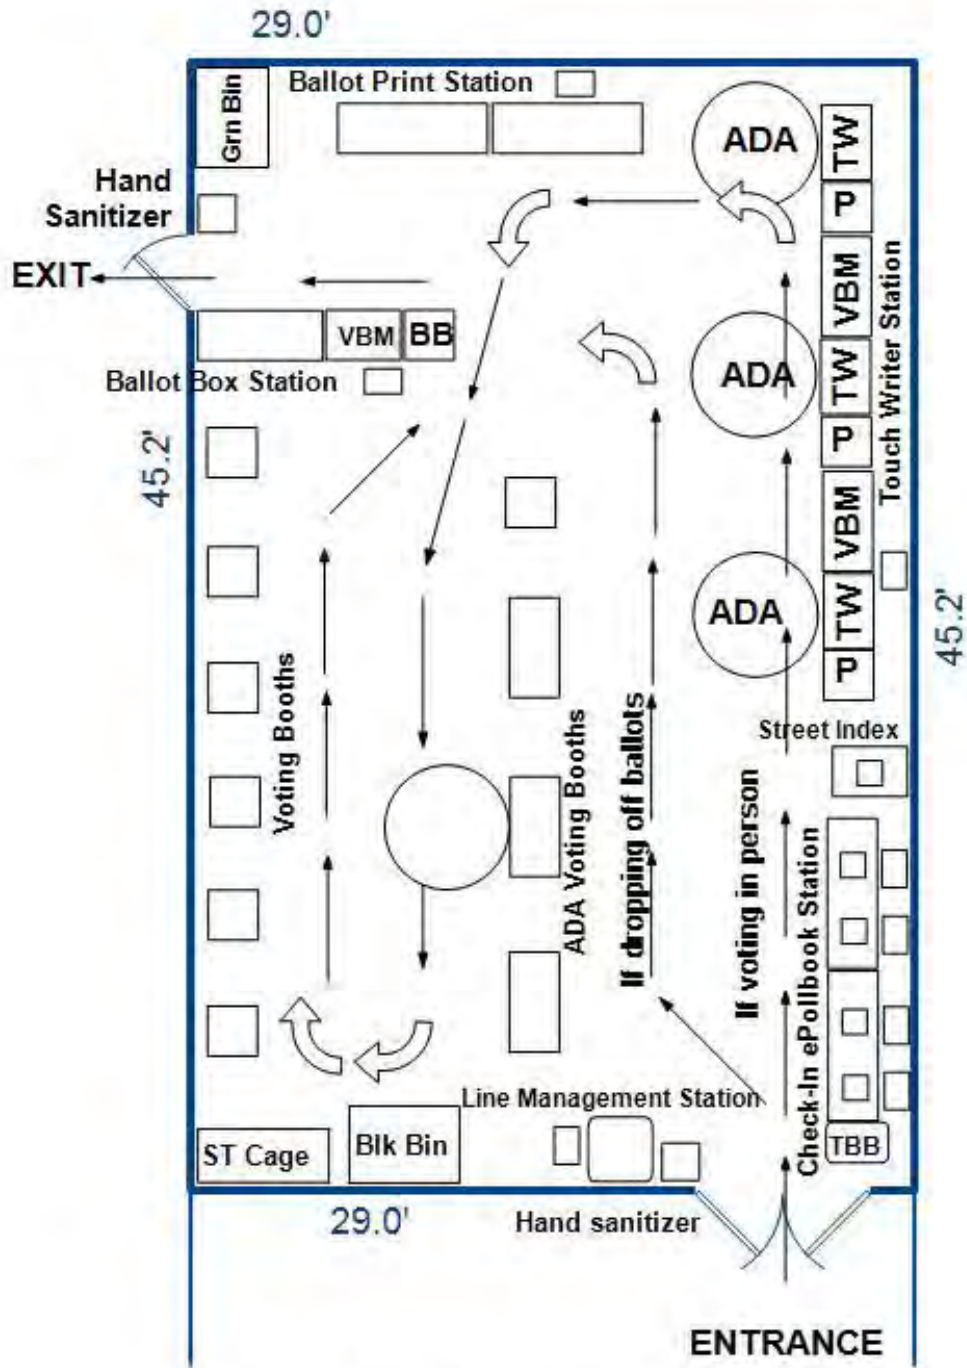 29.0'
Grn Bin
Ballot Print Station
ADA
TW
P
Hand
Sanitizer
EXIT
VBM
VBM
BB
Ballot Box Station
ADA
TW
P
Touch Writer Station
45.2'
VBM
ADA
TW
P
45.2'
Street Index
Voting Booths
ADA Voting Booths
If dropping off ballots
If voting in person
Check-In ePollbook Station
Line Management Station
TBB
ST Cage
Blk Bin
29.0'
Hand sanitizer
ENTRANCE